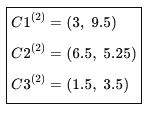 C1⁽²⁾ = (3, 9.5)
C2⁽²⁾ = (6.5, 5.25)
C3⁽²⁾ = (1.5, 3.5)